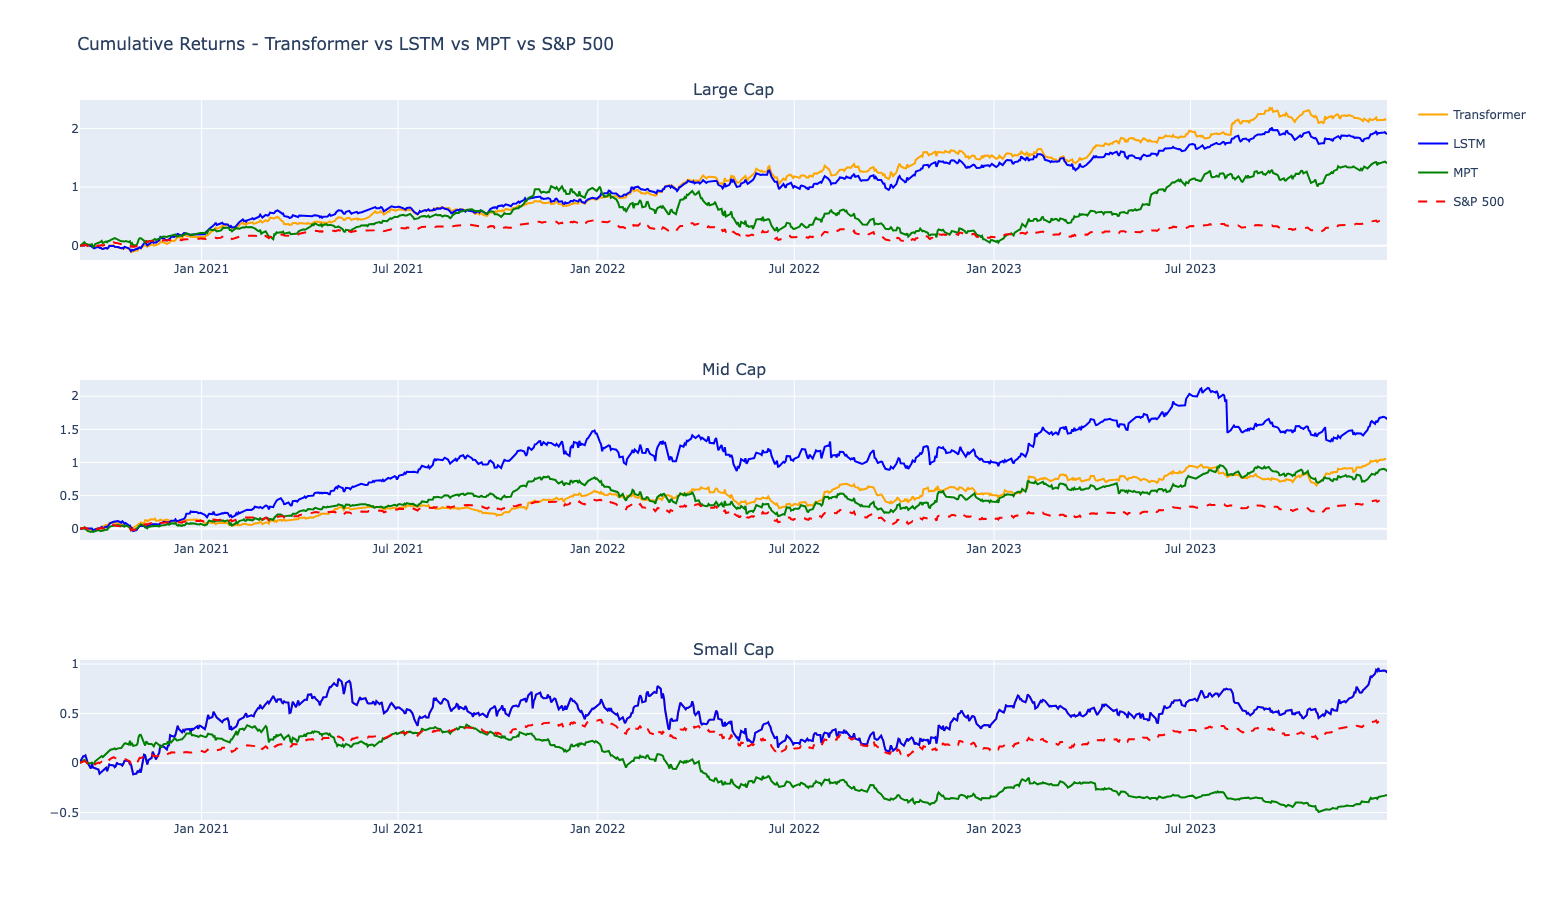 Cumulative Returns - Transformer vs LSTM vs MPT vs S&P 500
Large Cap
2
1
0
Jan 2021 Jul 2021 Jan 2022 Jul 2022 Jan 2023 Jul 2023
Transformer
LSTM
MPT
S&P 500
Mid Cap
2
1.5
1
0.5
0
Jan 2021 Jul 2021 Jan 2022 Jul 2022 Jan 2023 Jul 2023
Small Cap
1
0.5
0
−0.5
Jan 2021 Jul 2021 Jan 2022 Jul 2022 Jan 2023 Jul 2023